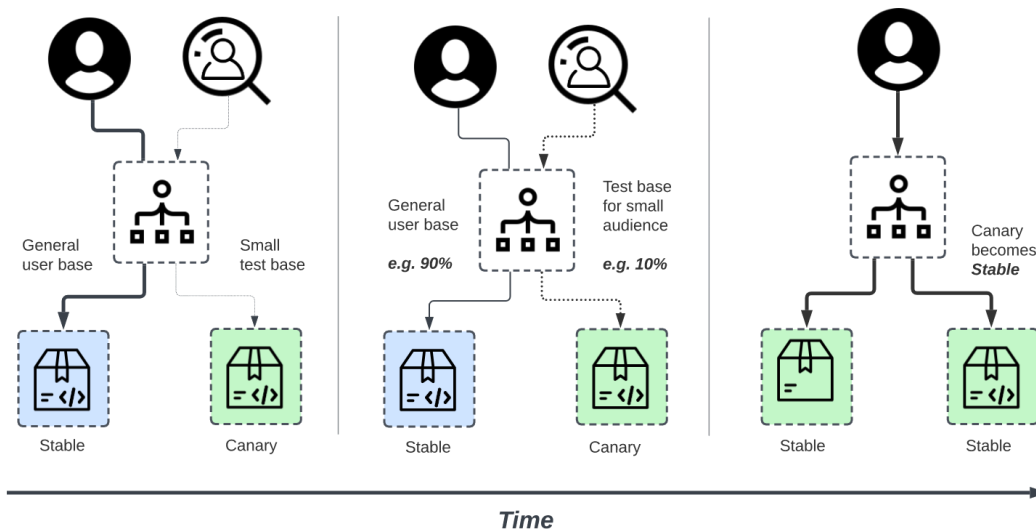 General
user base
Small
test base
Stable
Canary
General
user base
e.g. 90%
Test base
for small
audience
e.g. 10%
Stable
Canary
Canary
becomes
Stable
Stable
Stable
Time